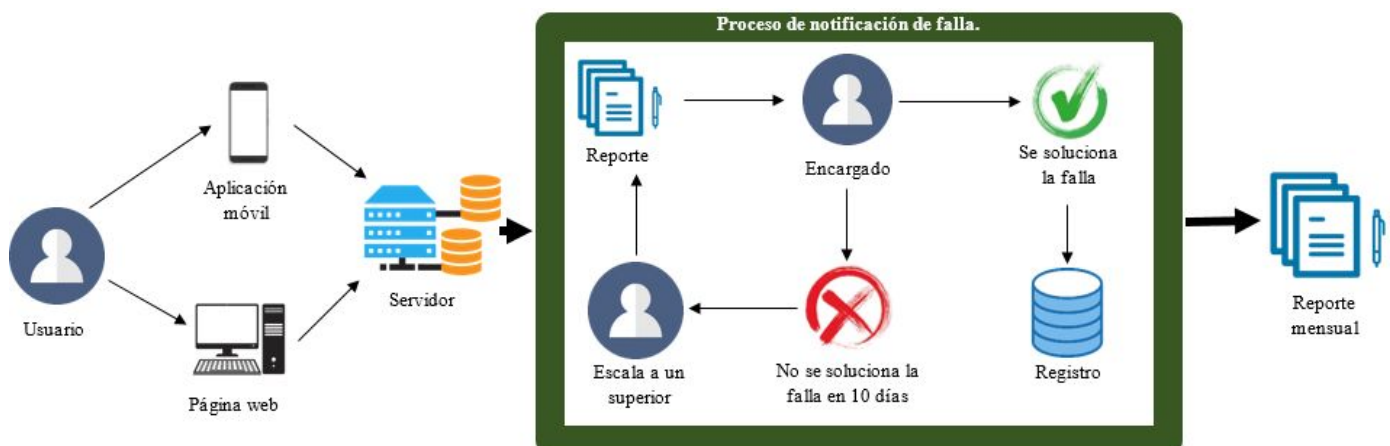 Proceso de notificación de falla.
Aplicación
móvil
Usuario
Página web
Servidor
Reporte
Encargado
Se soluciona
la falla
Escala a un
superior
No se soluciona la
falla en 10 días
Registro
Reporte
mensual